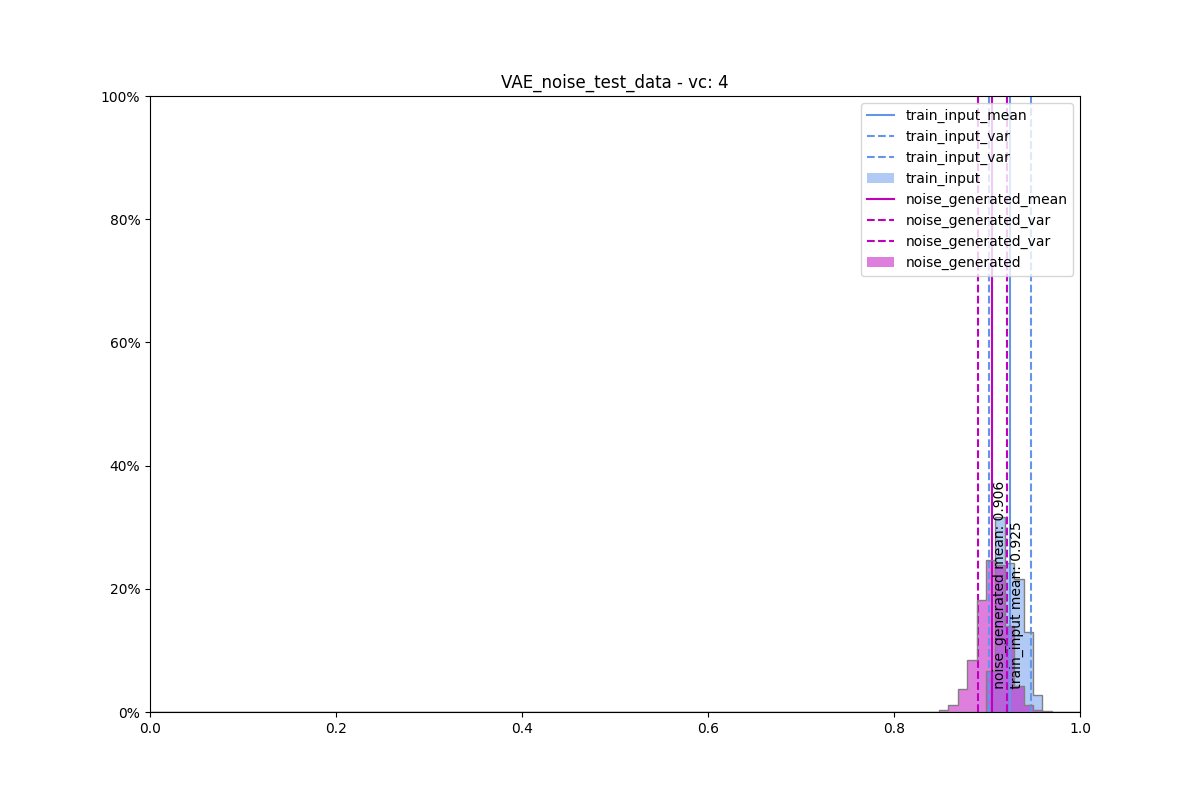 VAE_noise_test_data - vc: 4
100%
80%
60%
40%
20%
0%
0.0
0.2
0.4
0.6
0.8
1.0
train_input_mean
train_input_var
train_input_var
train_input
noise_generated_mean
noise_generated_var
noise_generated_var
noise_generated
noise_generated mean: 0.906
train_input mean: 0.925